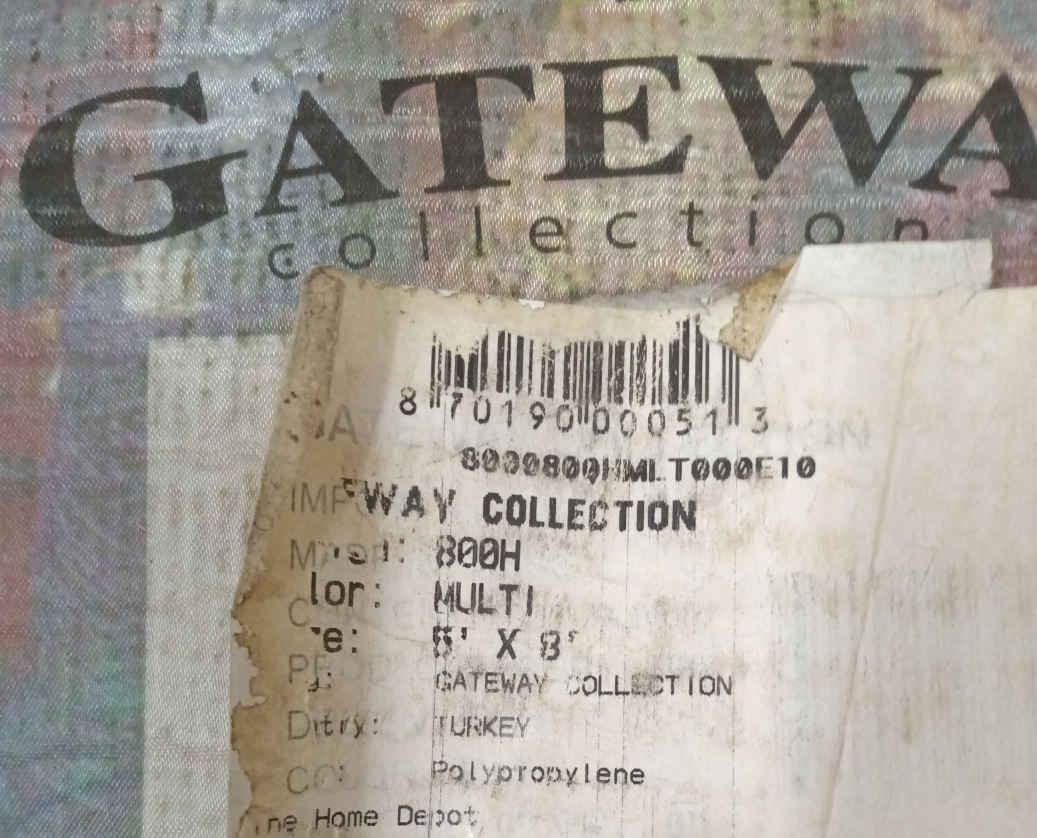 GATEWA
collection
8 70190 00051 3
8000800HMLT000E10
WAY COLLECTION
800H
lor: MULTI
e: 5' X 8'
GATEWAY COLLECTION
try: TURKEY
Polypropylene
Home Depot